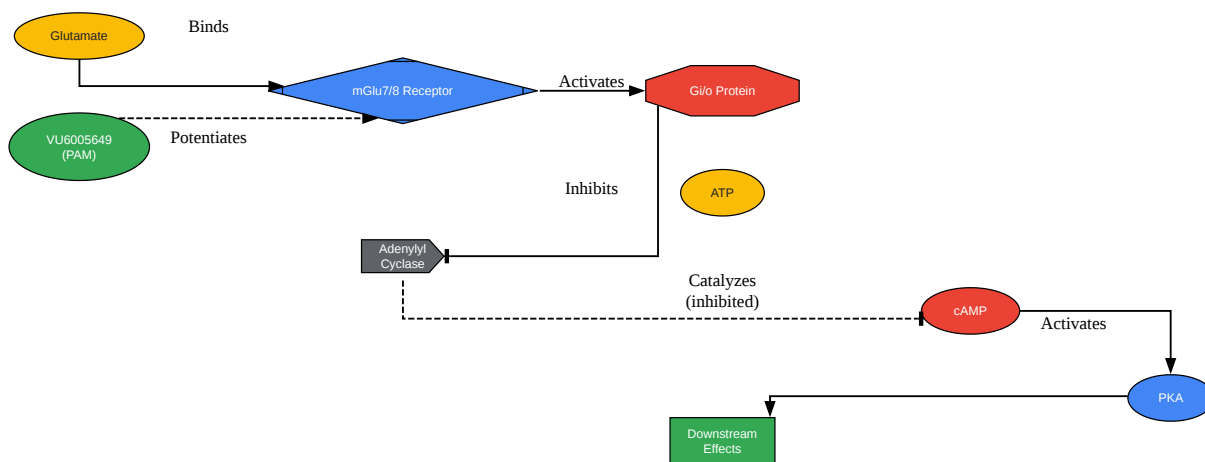 Binds
Glutamate
Activates
mGlu7/8 Receptor
Gi/o Protein
VU6005649
(PAM)
Potentiates
Inhibits
ATP
Adenylyl
Cyclase
Catalyzes
(inhibited)
cAMP
Activates
PKA
Downstream
Effects